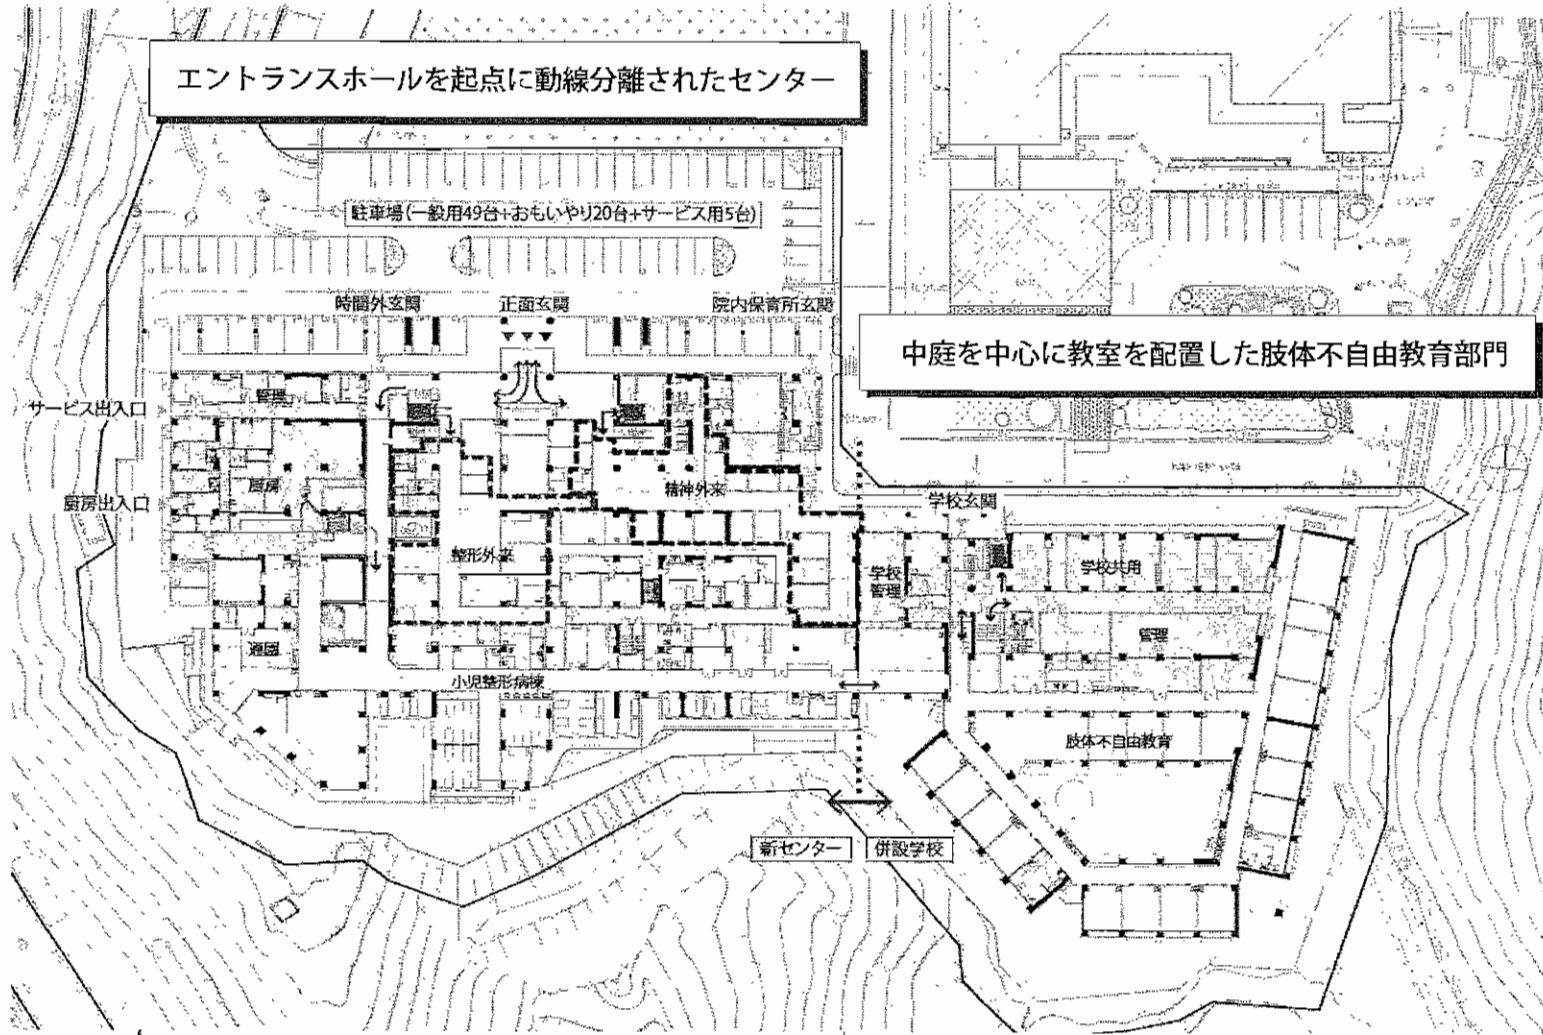 エントランスホールを起点に動線分離されたセンター
駐車場(一般用49台+おもいやり20台+サービス用5台)
時間外玄関
正面玄関
院内保育所玄関
中庭を中心に教室を配置した肢体不自由教育部門
管理
サービス出入口
厨房
厨房出入口
精神外来
学校玄関
整形外来
学校
管理
学校共用
管理
通園
小児整形病棟
肢体不自由教育
新センター
併設学校